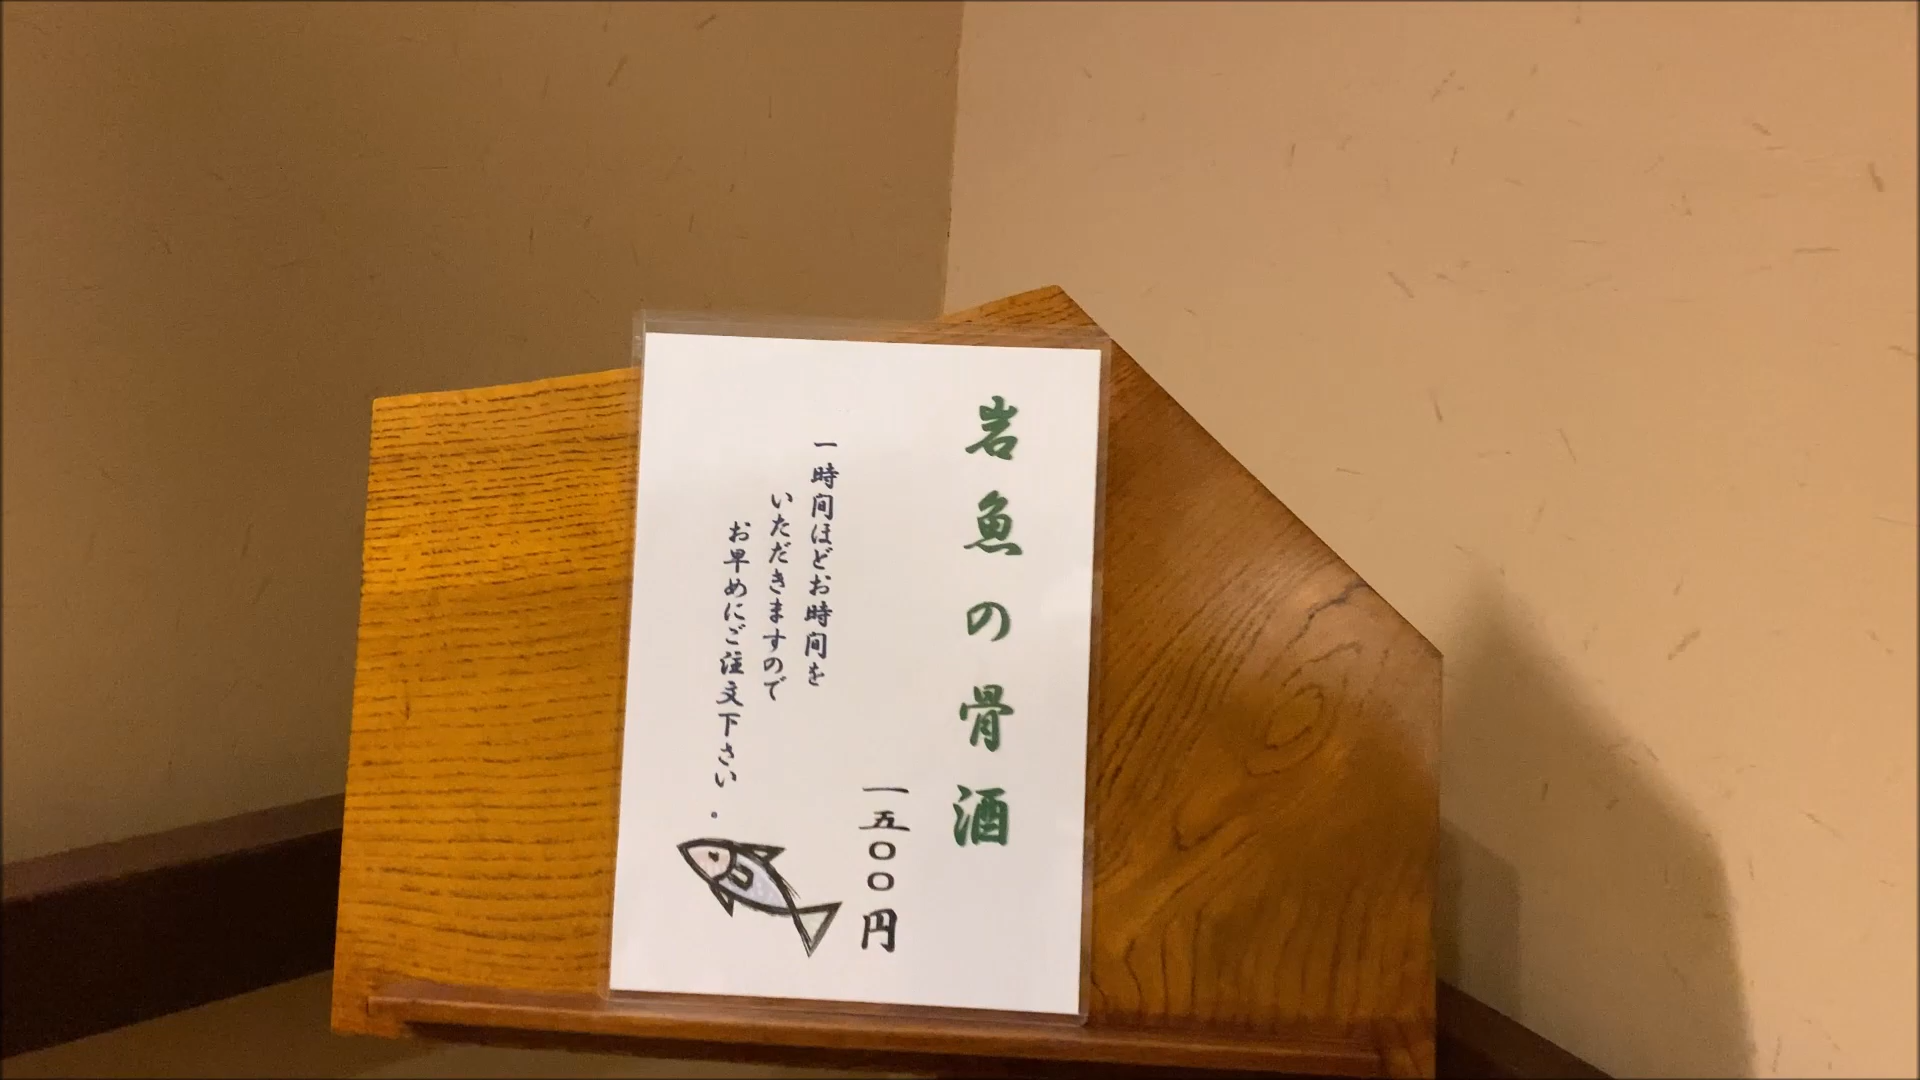 岩魚の骨酒
一五〇〇円
一時間ほどお時間を
いただきますので
お早めにご注文下さい。